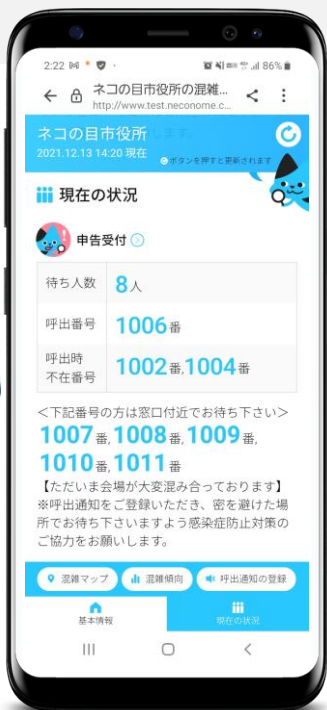 2:22
86%
ネコの目市役所の混雑...
http://www.test.neconome.c...
ネコの目市役所
2021.12.13 14:20 現在
ボタンを押すと更新されます
現在の状況
申告受付
待ち人数 8人
呼出番号 1006番
呼出時
不在番号 1002番,1004番
<下記番号の方は窓口付近でお待ち下さい>
1007番,1008番,1009番,
1010番,1011番
【ただいま会場が大変混み合っております】
※呼出通知をご登録いただき、密を避けた場
所でお待ち下さいますよう感染症防止対策の
ご協力をお願いします。
混雑マップ 混雑傾向 呼出通知の登録
基本情報 現在の状況